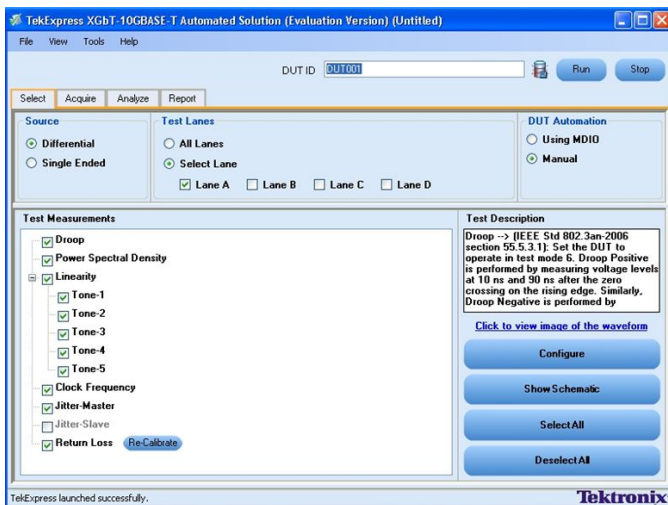 TekExpress XGbT-10GBASE-T Automated Solution (Evaluation Version) (Untitled)
File View Tools Help
DUT ID DUT001 Run Stop
Select Acquire Analyze Report
Source
Differential
Single Ended
Test Lanes
All Lanes
Select Lane
Lane A Lane B Lane C Lane D
DUT Automation
Using MDIO
Manual
Test Measurements
Droop
Power Spectral Density
Linearity
Tone-1
Tone-2
Tone-3
Tone-4
Tone-5
Clock Frequency
Jitter-Master
Jitter-Slave
Return Loss Re-Calibrate
Test Description
Droop --> (IEEE Std 802.3an-2006
section 55.5.3.1): Set the DUT to
operate in test mode 6. Droop Positive
is performed by measuring voltage levels
at 10 ns and 90 ns after the zero
crossing on the rising edge. Similarly,
Droop Negative is performed by
Click to view image of the waveform
Configure
Show Schematic
Select All
Deselect All
TekExpress launched successfully.
Tektronix